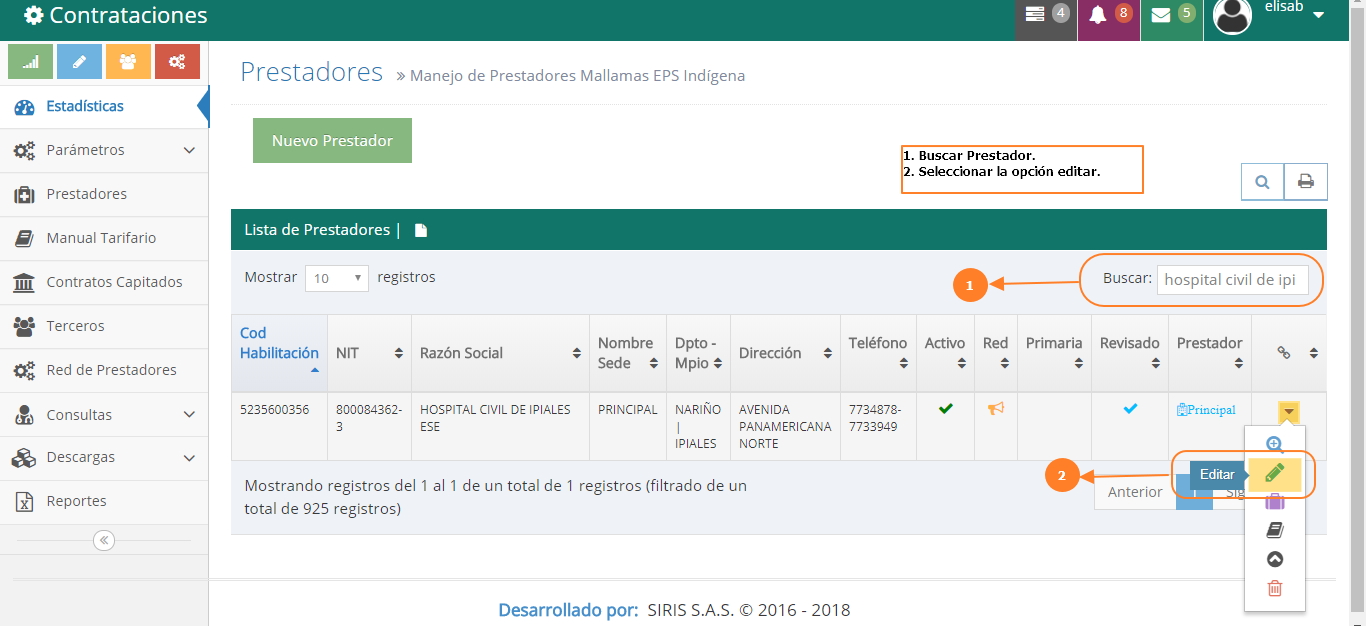 Contrataciones
4
8
5
elisab
Prestadores
» Manejo de Prestadores Mallamas EPS Indígena
Estadísticas
Parámetros
Prestadores
Manual Tarifario
Contratos Capitados
Terceros
Red de Prestadores
Consultas
Descargas
Reportes
Nuevo Prestador
1. Buscar Prestador.
2. Seleccionar la opción editar.
Lista de Prestadores |
Mostrar 10 registros
1
Buscar: hospital civil de ipi
Cod
Habilitación
NIT
Razón Social
Nombre
Sede
Dpto -
Mpio
Dirección
Teléfono
Activo
Red
Primaria
Revisado
Prestador
5235600356
800084362-
3
HOSPITAL CIVIL DE IPIALES
ESE
PRINCIPAL
NARIÑO
|
IPIALES
AVENIDA
PANAMERICANA
NORTE
7734878-
7733949
Principal
2
Editar
Mostrando registros del 1 al 1 de un total de 1 registros (filtrado de un
total de 925 registros)
Anterior
Desarrollado por: SIRIS S.A.S. © 2016 - 2018